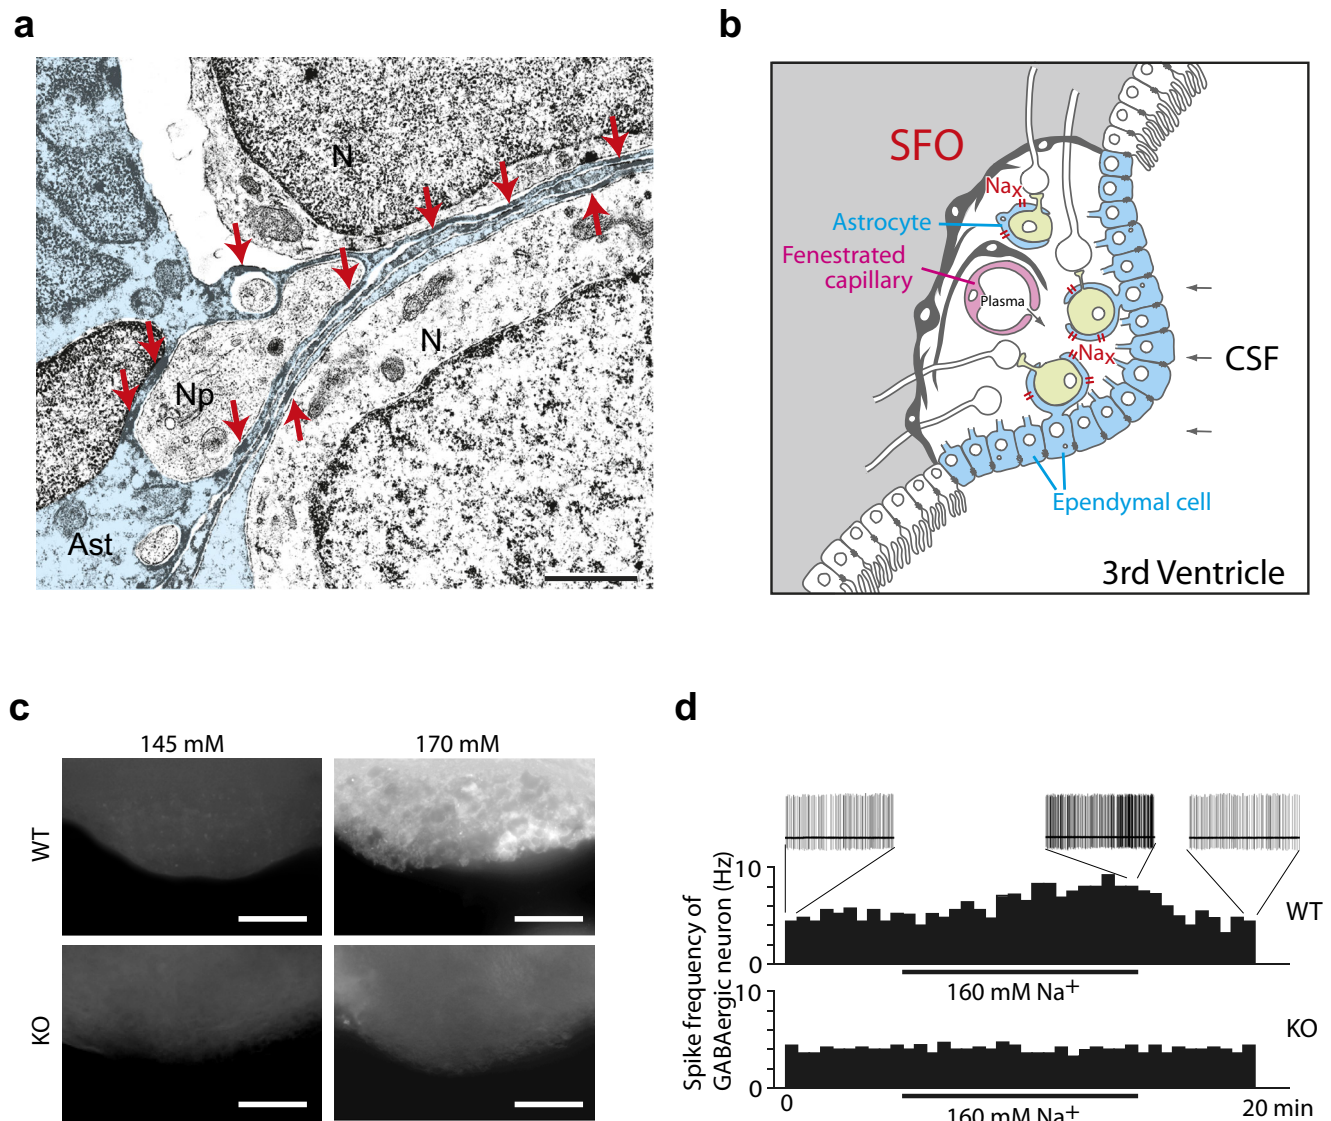 a
N
N
Np
Ast
b
SFO
Nax
Astrocyte
Fenestrated
capillary
Plasma
Nax
CSF
Ependymal cell
3rd Ventricle
c
145 mM
170 mM
WT
KO
d
Spike frequency of
GABAergic neuron (Hz)
10
0
WT
160 mM Na+
10
0
KO
0
20 min
160 mM Na+